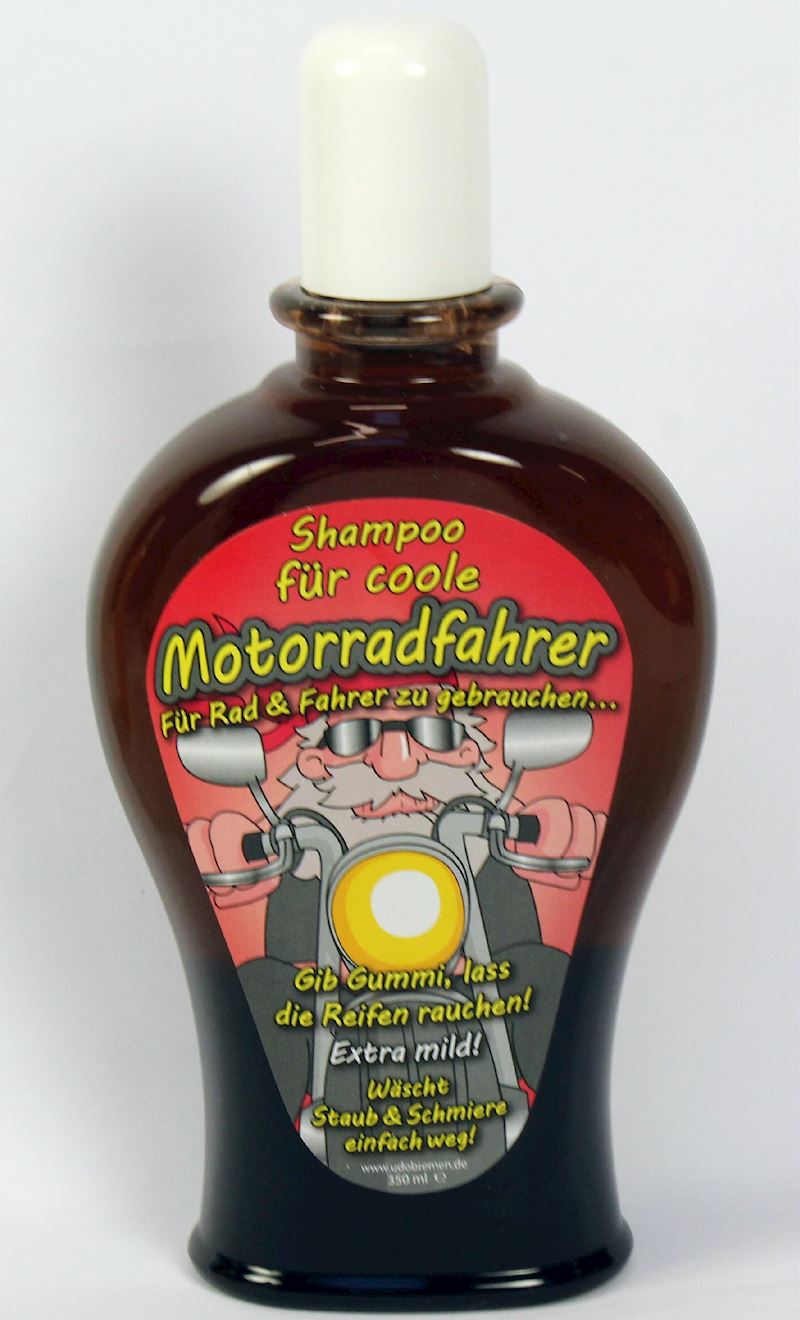 Shampoo
für coole
Motorradfahrer
Für Rad & Fahrer zu gebrauchen...
Gib Gummi, lass
die Reifen rauchen!
Extra mild!
Wäscht
Staub & Schmiere
einfach weg!
www.udobremen.de
350 ml ℮